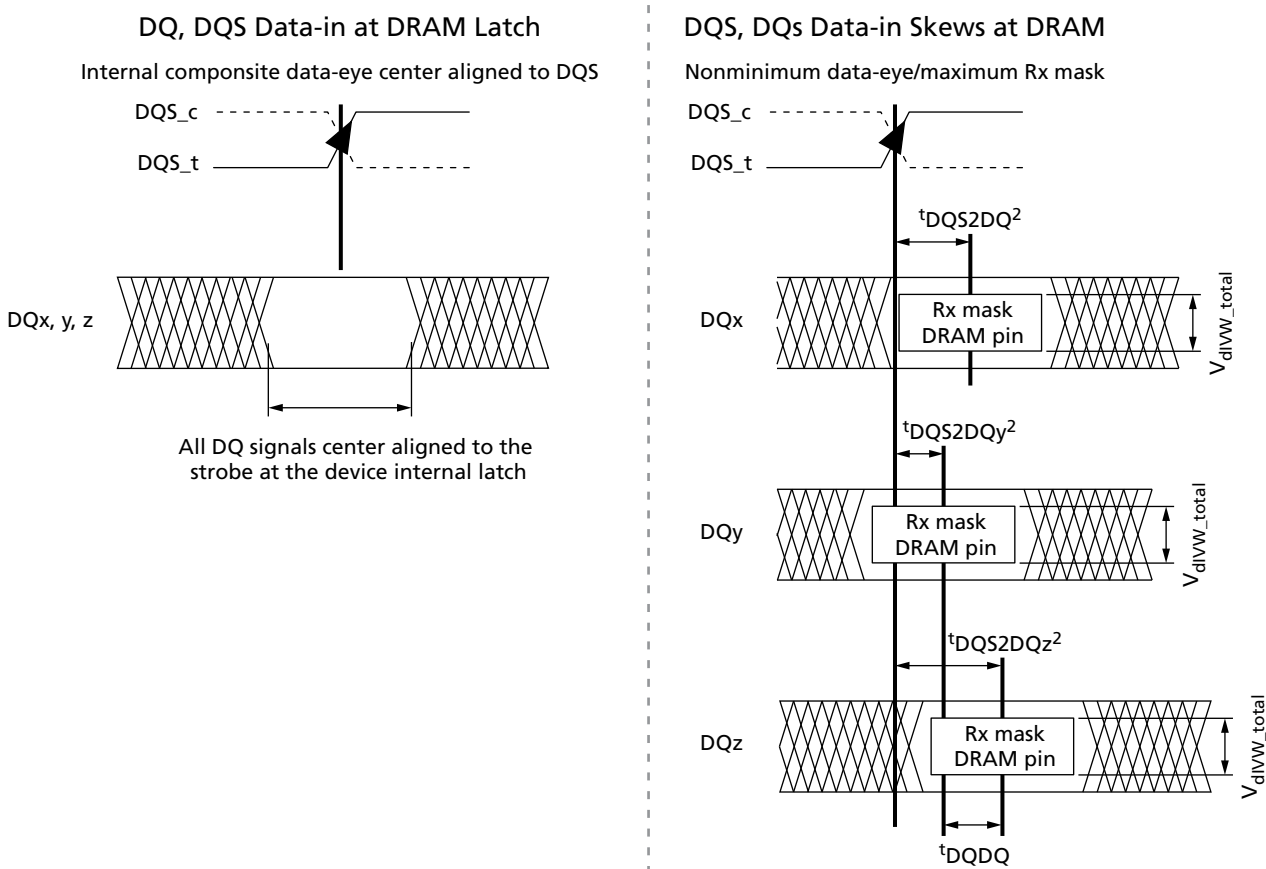 DQ, DQS Data-in at DRAM Latch
Internal componsite data-eye center aligned to DQS
DQS_c
DQS_t
DQx, y, z
All DQ signals center aligned to the
strobe at the device internal latch
DQS, DQs Data-in Skews at DRAM
Nonminimum data-eye/maximum Rx mask
DQS_c
DQS_t
tDQS2DQ2
DQx
Rx mask
DRAM pin
VdIVW_total
tDQS2DQy2
DQy
Rx mask
DRAM pin
VdIVW_total
tDQS2DQz2
DQz
Rx mask
DRAM pin
VdIVW_total
tDQDQ